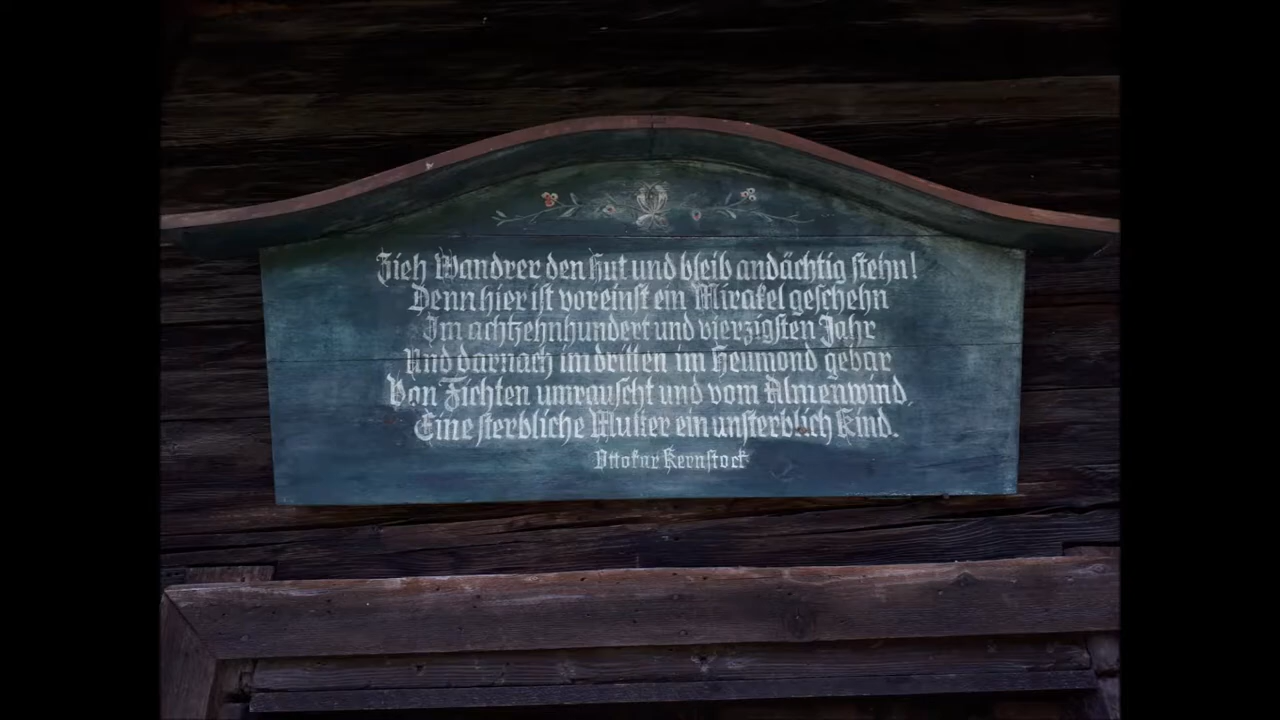 Zieh Wandrer den Hut und bleib andächtig stehn!
Denn hier ist voreinst ein Mirakel geschehn
Im achtzehnhundert und vierzigsten Jahr
Und darnach im dritten im Heumond gebar
Von Fichten umrauscht und vom Almenwind,
Eine sterbliche Mutter ein unsterblich Kind.
Ottokar Kernstock